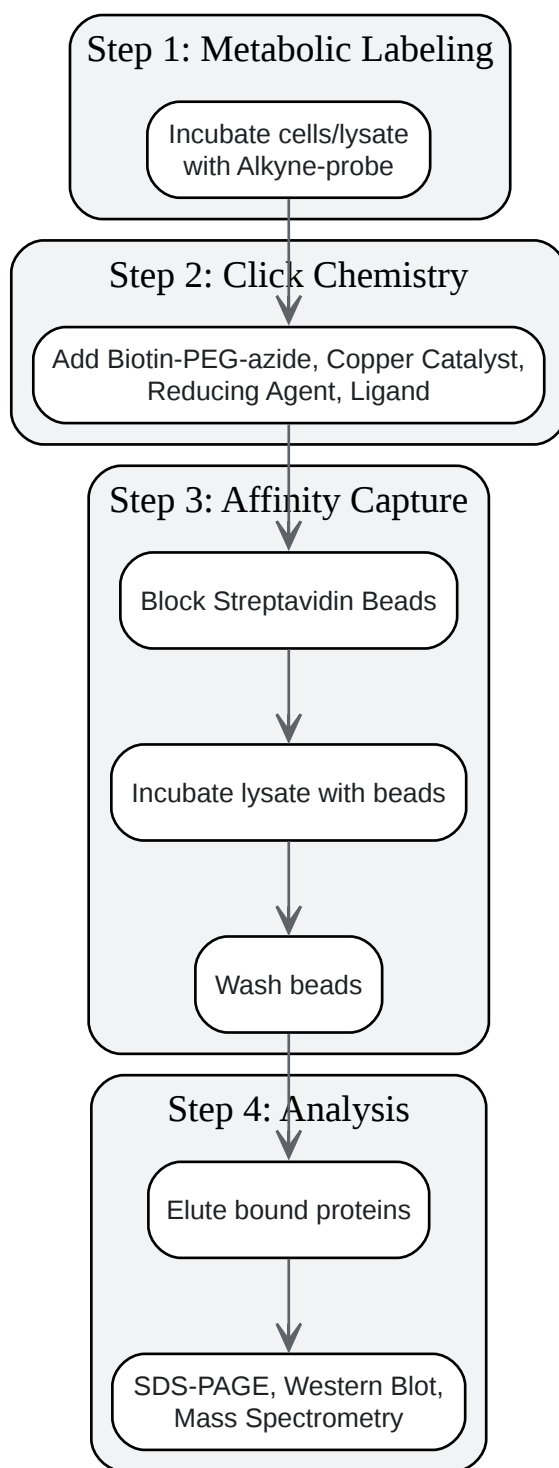 Step 1: Metabolic Labeling
Incubate cells/lysate
with Alkyne-probe
Step 2: Click Chemistry
Add Biotin-PEG-azide, Copper Catalyst,
Reducing Agent, Ligand
Step 3: Affinity Capture
Block Streptavidin Beads
Incubate lysate with beads
Wash beads
Step 4: Analysis
Elute bound proteins
SDS-PAGE, Western Blot,
Mass Spectrometry